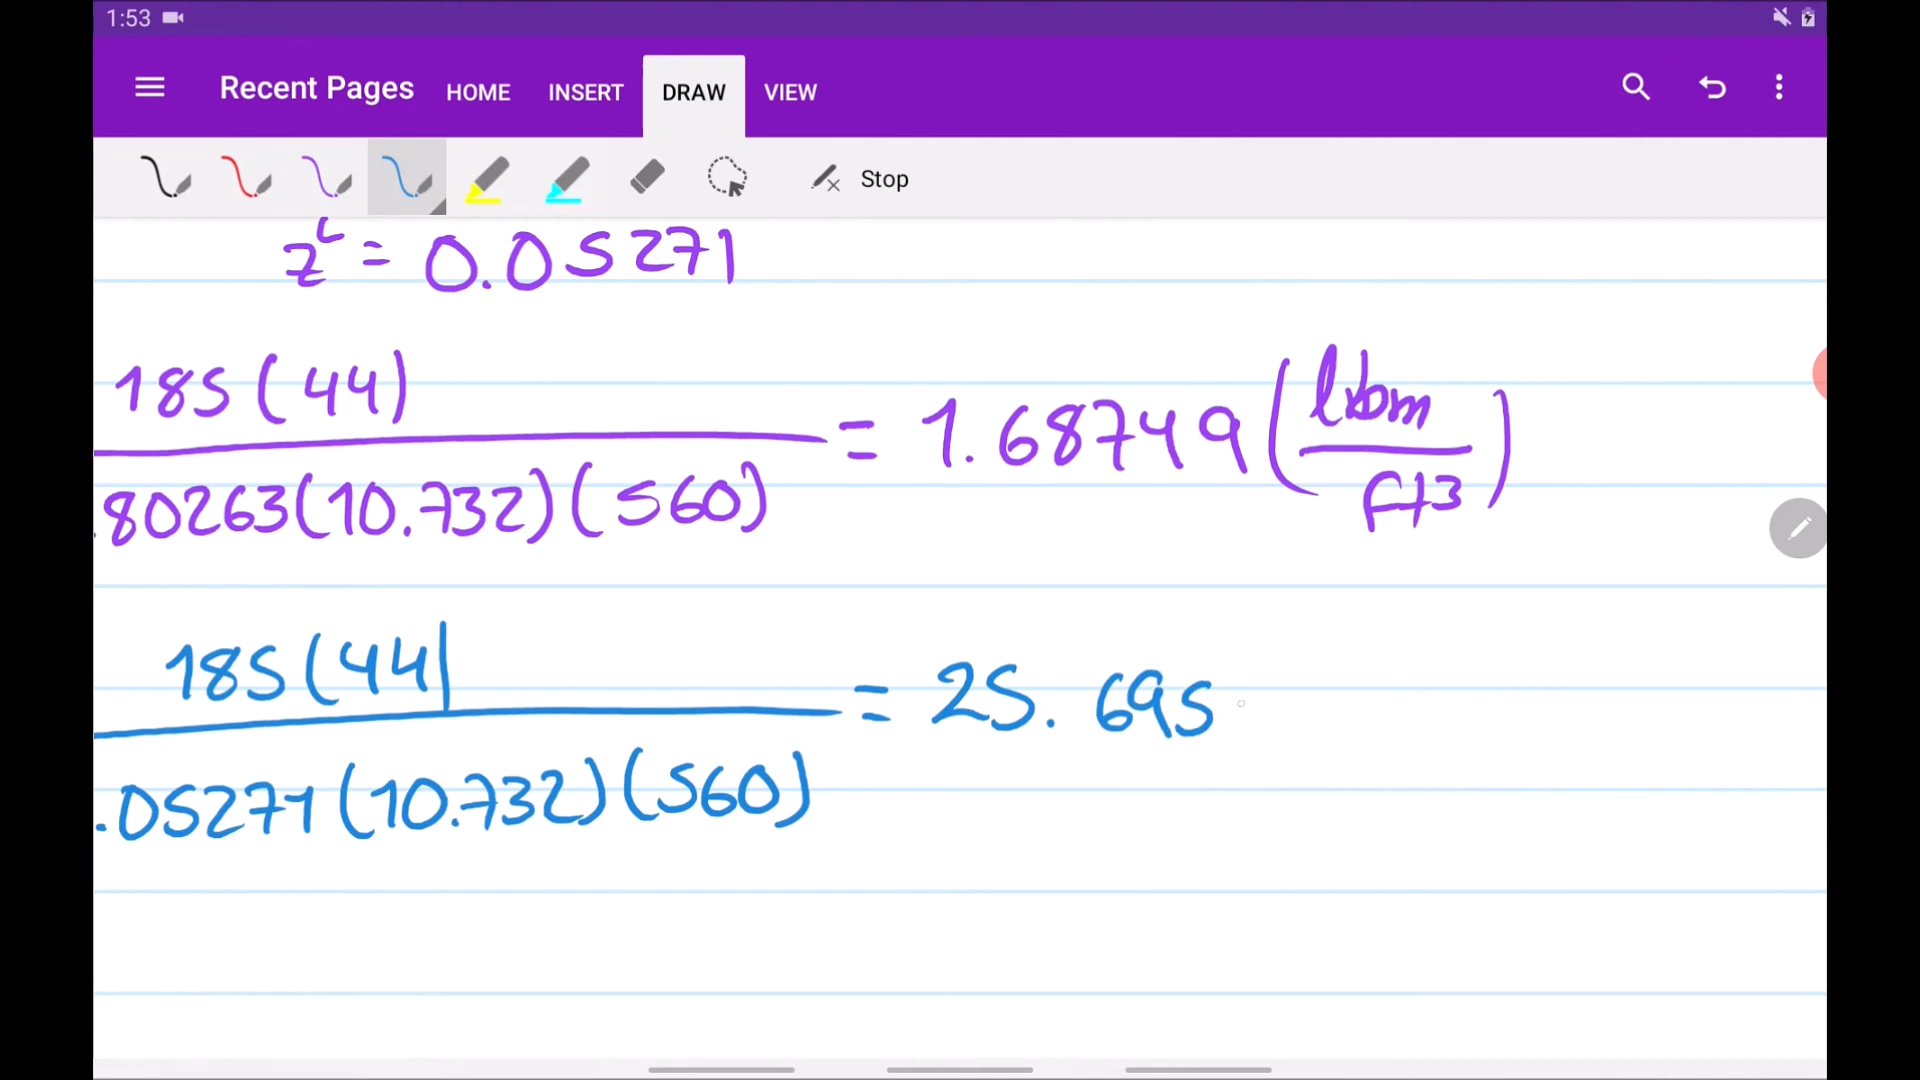 1:53
Recent Pages HOME INSERT DRAW VIEW
Stop
z^L = 0.05271
185(44)
.80263(10.732)(560)
= 1.68749 (lbm/ft3)
185(44|
.05271(10.732)(560)
= 25.695